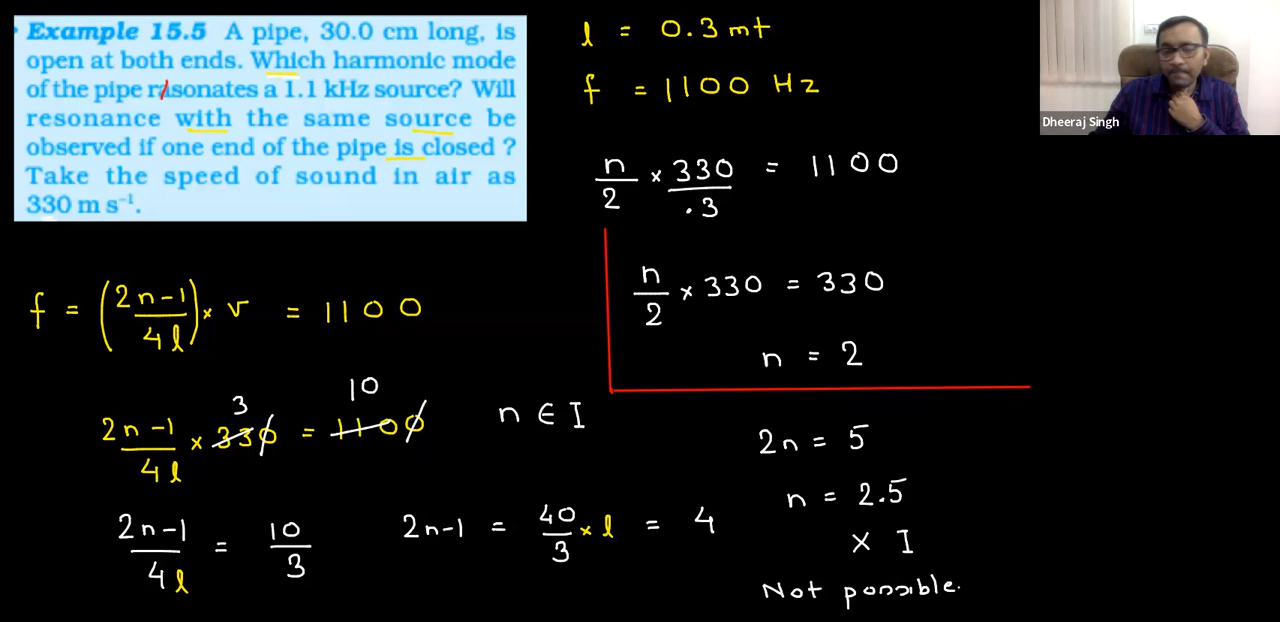 Example 15.5 A pipe, 30.0 cm long, is
open at both ends. Which harmonic mode
of the pipe resonates a 1.1 kHz source? Will
resonance with the same source be
observed if one end of the pipe is closed ?
Take the speed of sound in air as
330 m s⁻¹.
l = 0.3 mt
f = 1100 Hz
n/2 × 330/.3 = 1100
n/2 × 330 = 330
n = 2
Dheeraj Singh
f = (2n-1/4l) × v = 1100
3 10
2n-1/4l × 330 = 1100 n ∈ I
2n-1/4l = 10/3 2n-1 = 40/3 × l = 4
2n = 5
n = 2.5
× I
Not possible.